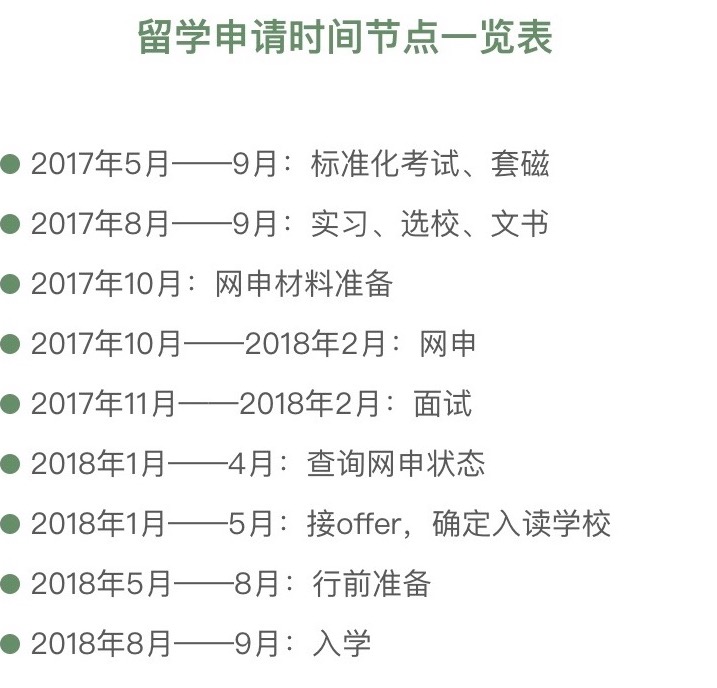 留学申请时间节点一览表
2017年5月——9月：标准化考试、套磁
2017年8月——9月：实习、选校、文书
2017年10月：网申材料准备
2017年10月——2018年2月：网申
2017年11月——2018年2月：面试
2018年1月——4月：查询网申状态
2018年1月——5月：接offer，确定入读学校
2018年5月——8月：行前准备
2018年8月——9月：入学